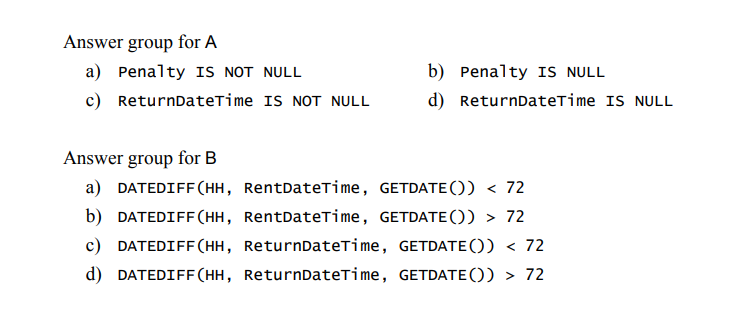 Answer group for A
a) Penalty IS NOT NULL b) Penalty IS NULL
c) ReturnDateTime IS NOT NULL d) ReturnDateTime IS NULL
Answer group for B
a) DATEDIFF(HH, RentDateTime, GETDATE()) < 72
b) DATEDIFF(HH, RentDateTime, GETDATE()) > 72
c) DATEDIFF(HH, ReturnDateTime, GETDATE()) < 72
d) DATEDIFF(HH, ReturnDateTime, GETDATE()) > 72